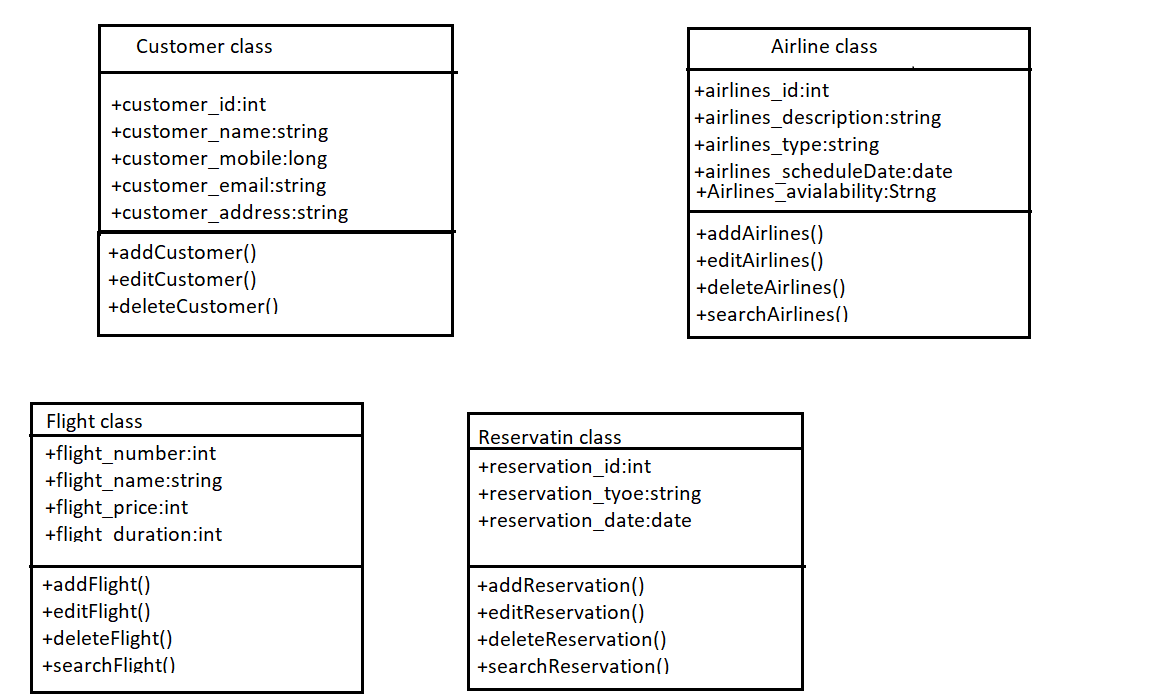 Customer class
+customer_id:int
+customer_name:string
+customer_mobile:long
+customer_email:string
+customer_address:string
+addCustomer()
+editCustomer()
+deleteCustomer()
Airline class
+airlines_id:int
+airlines_description:string
+airlines_type:string
+airlines_scheduleDate:date
+Airlines_avialability:Strng
+addAirlines()
+editAirlines()
+deleteAirlines()
+searchAirlines()
Flight class
+flight_number:int
+flight_name:string
+flight_price:int
+flight_duration:int
+addFlight()
+editFlight()
+deleteFlight()
+searchFlight()
Reservatin class
+reservation_id:int
+reservation_tyoe:string
+reservation_date:date
+addReservation()
+editReservation()
+deleteReservation()
+searchReservation()